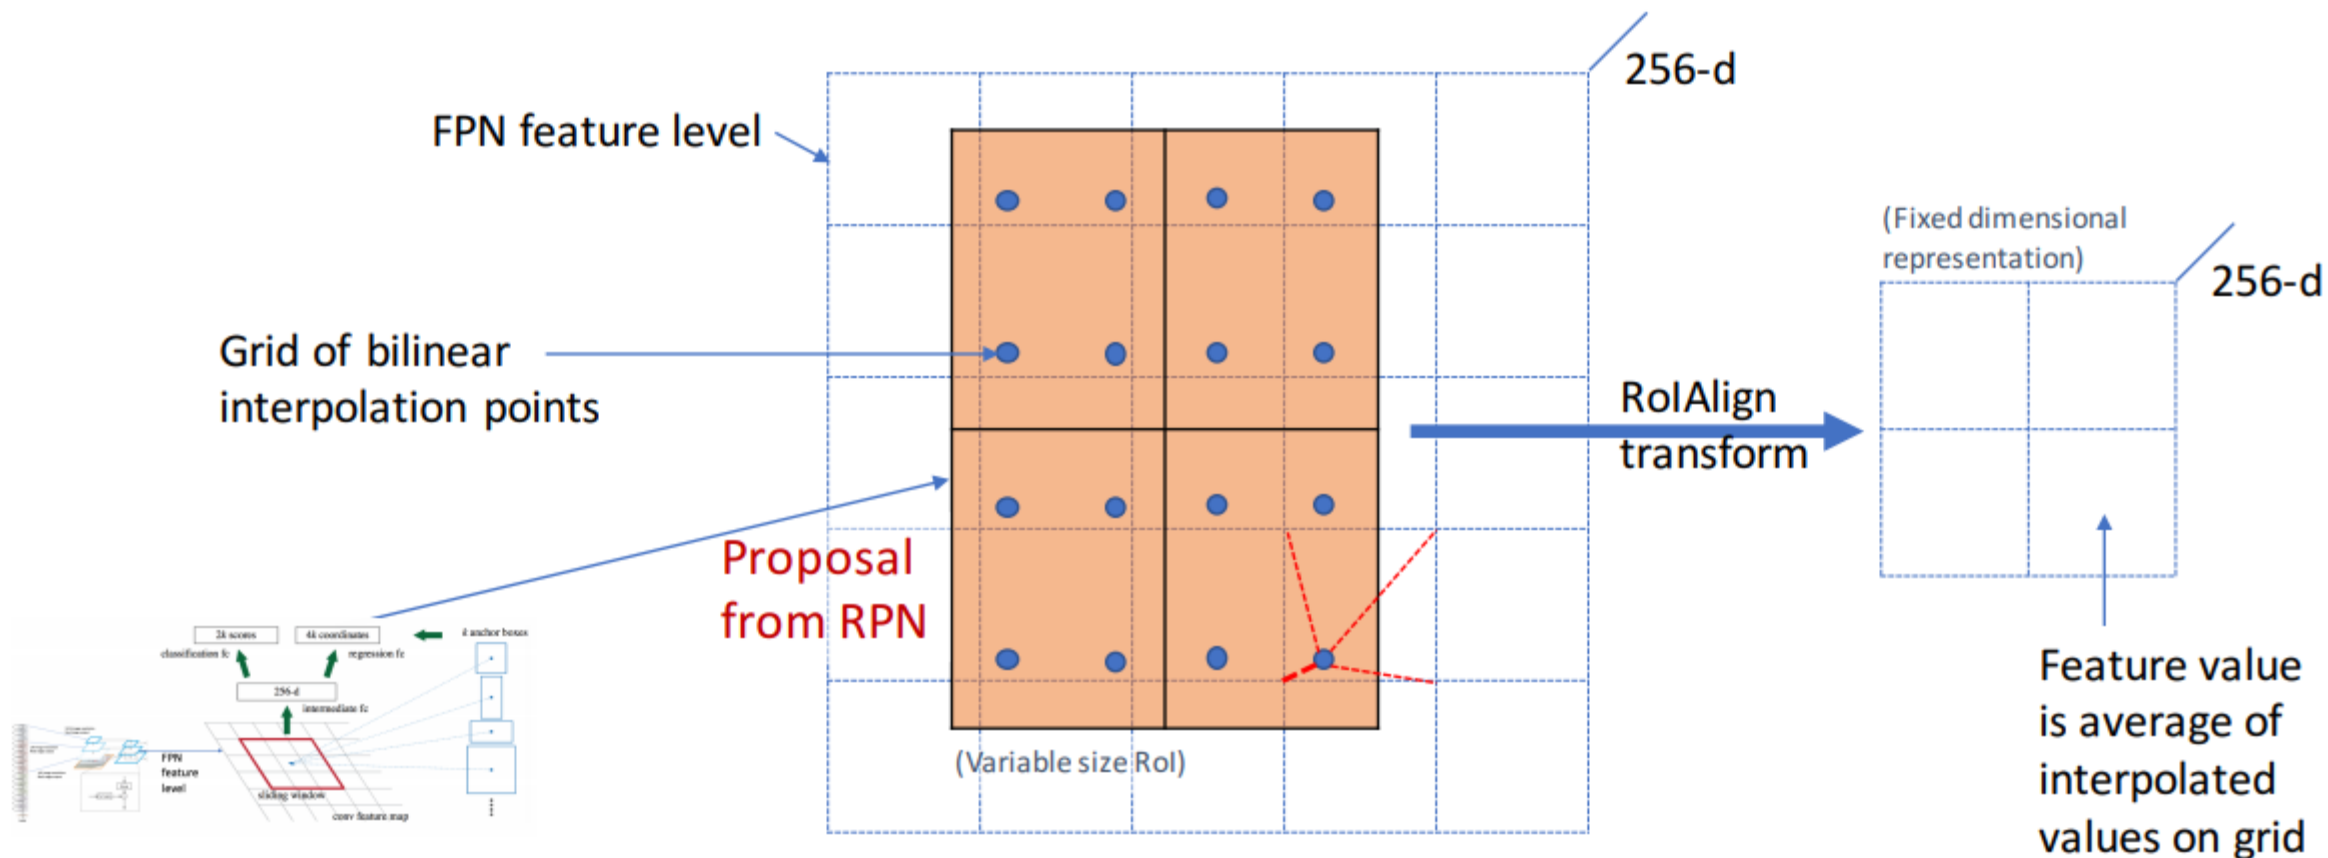 256-d
FPN feature level
(Fixed dimensional
representation)
256-d
Grid of bilinear
interpolation points
RoIAlign
transform
Proposal
from RPN
(Variable size RoI)
Feature value
is average of
interpolated
values on grid
2k scores
4k coordinates
k anchor boxes
classification fc
regression fc
256-d
intermediate fc
FPN
feature
level
sliding window
conv feature map